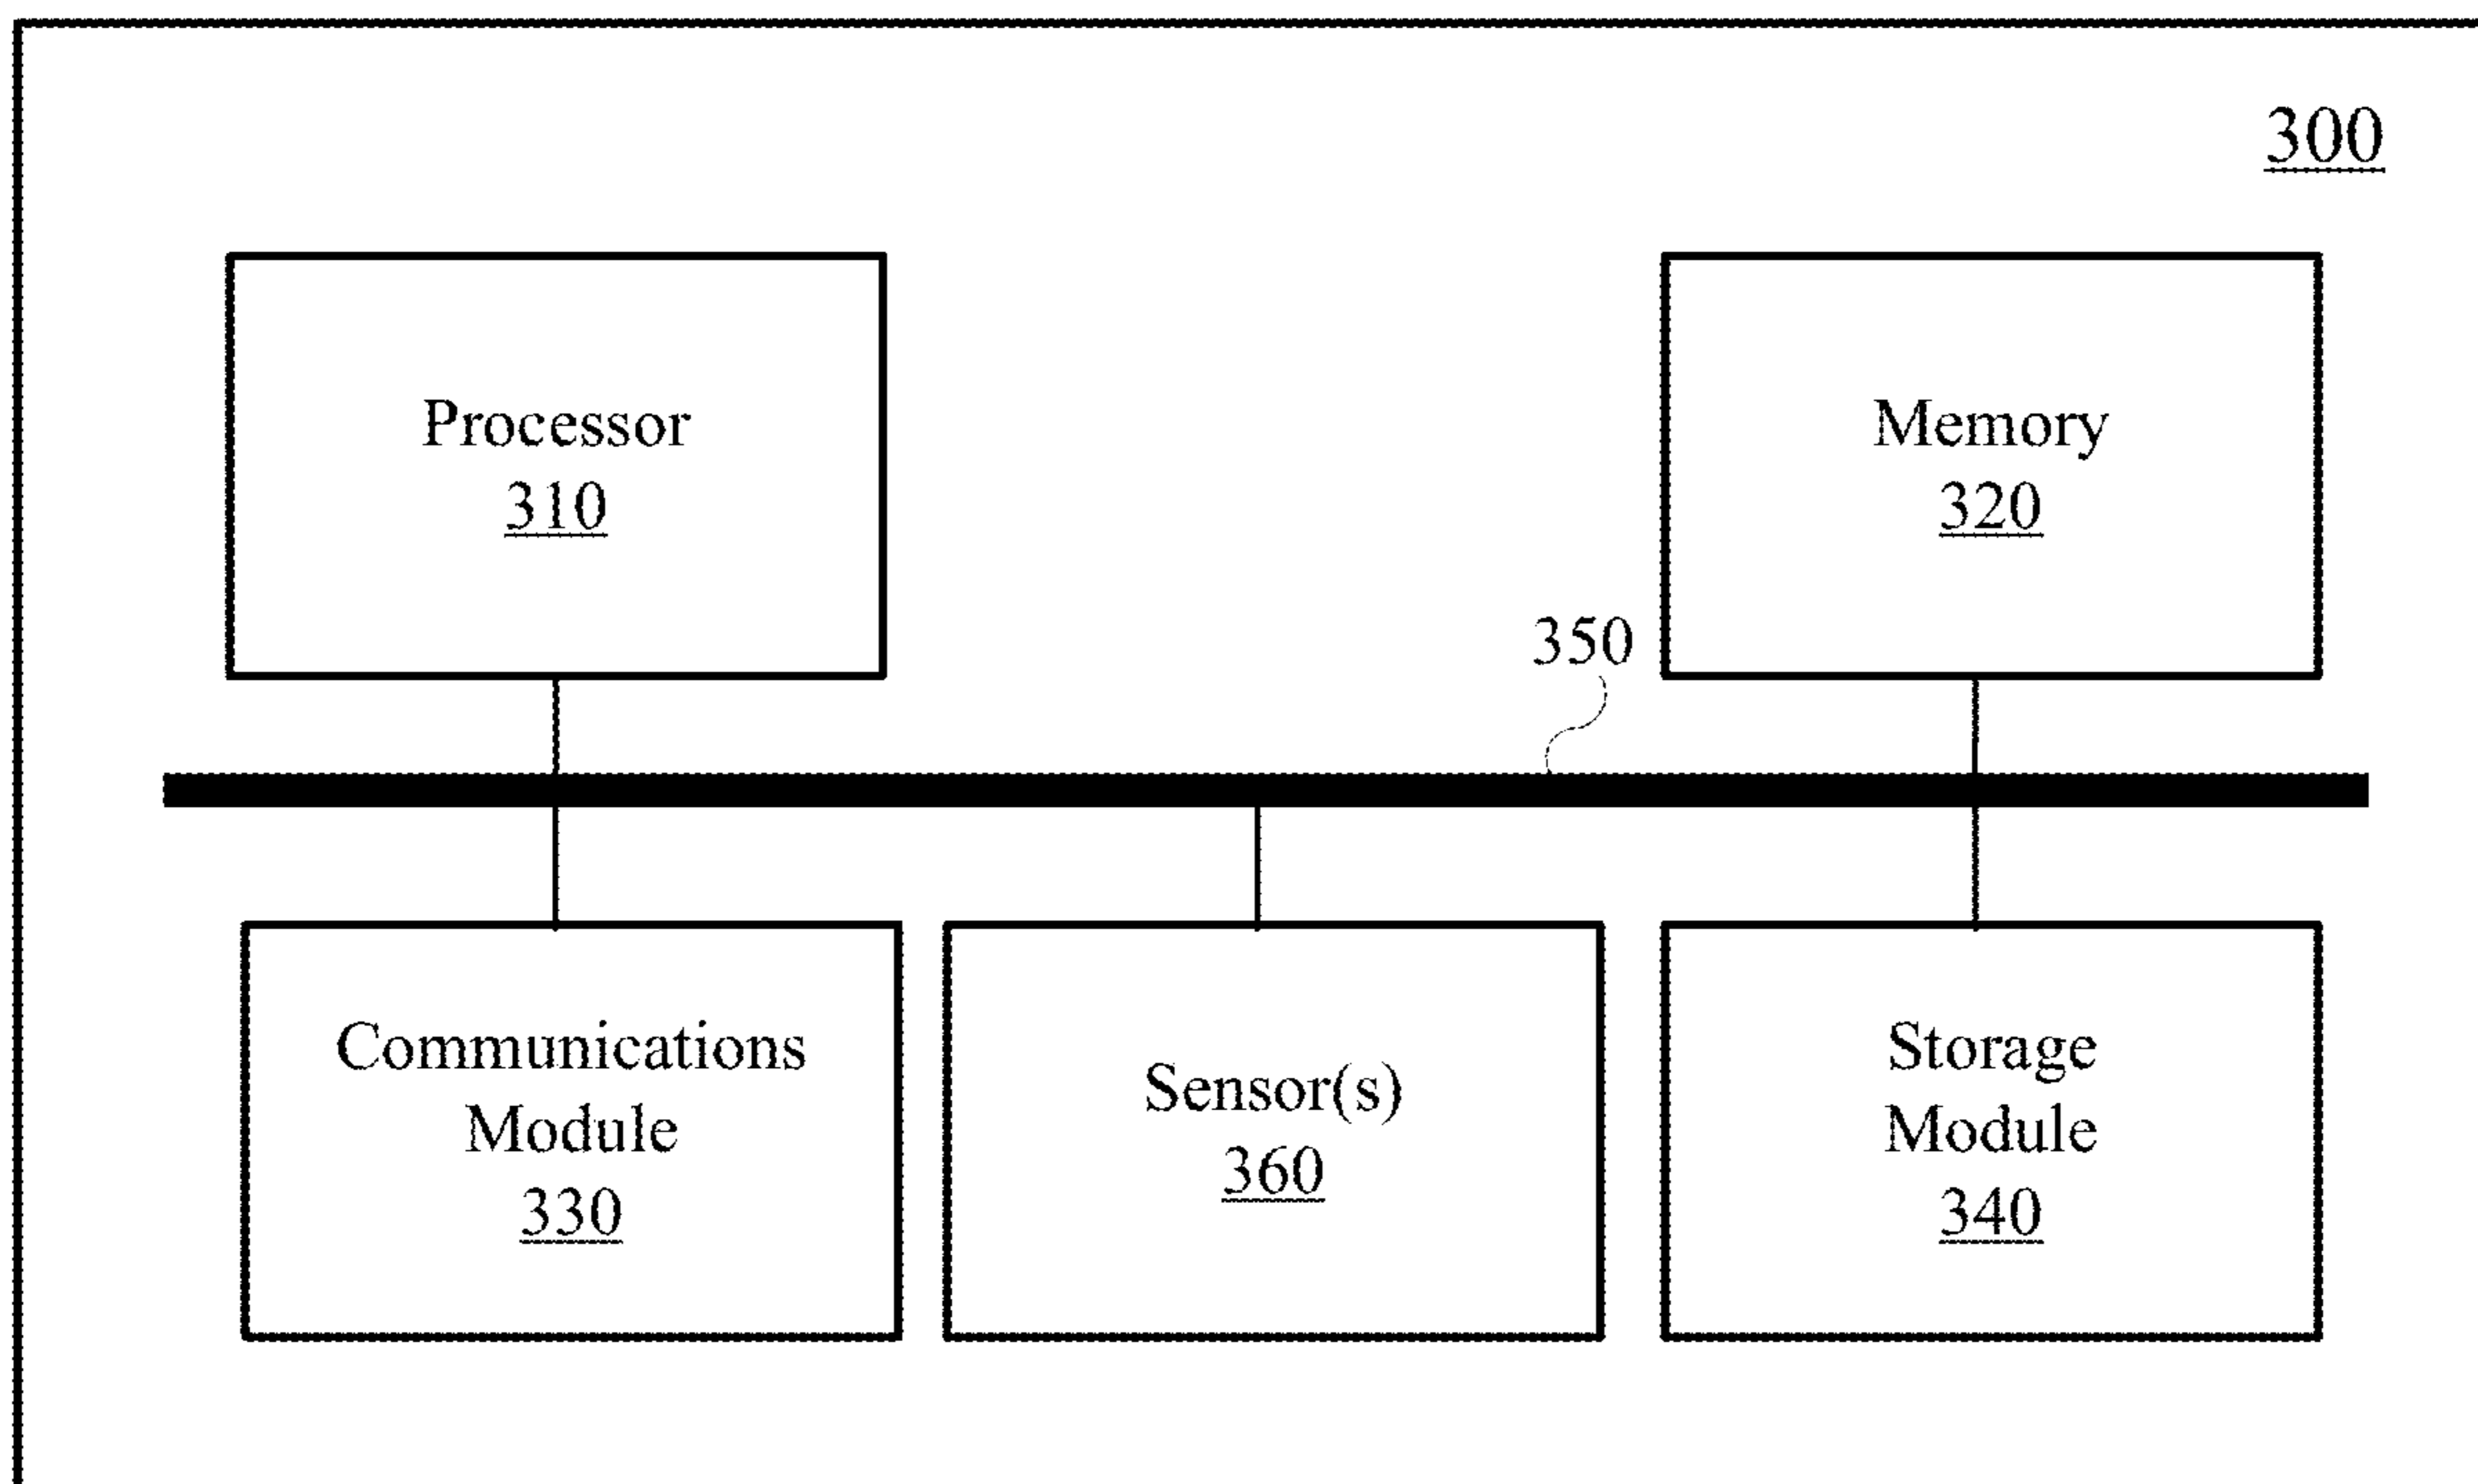 300
Processor
310
Memory
320
350
Communications
Module
330
Sensor(s)
360
Storage
Module
340